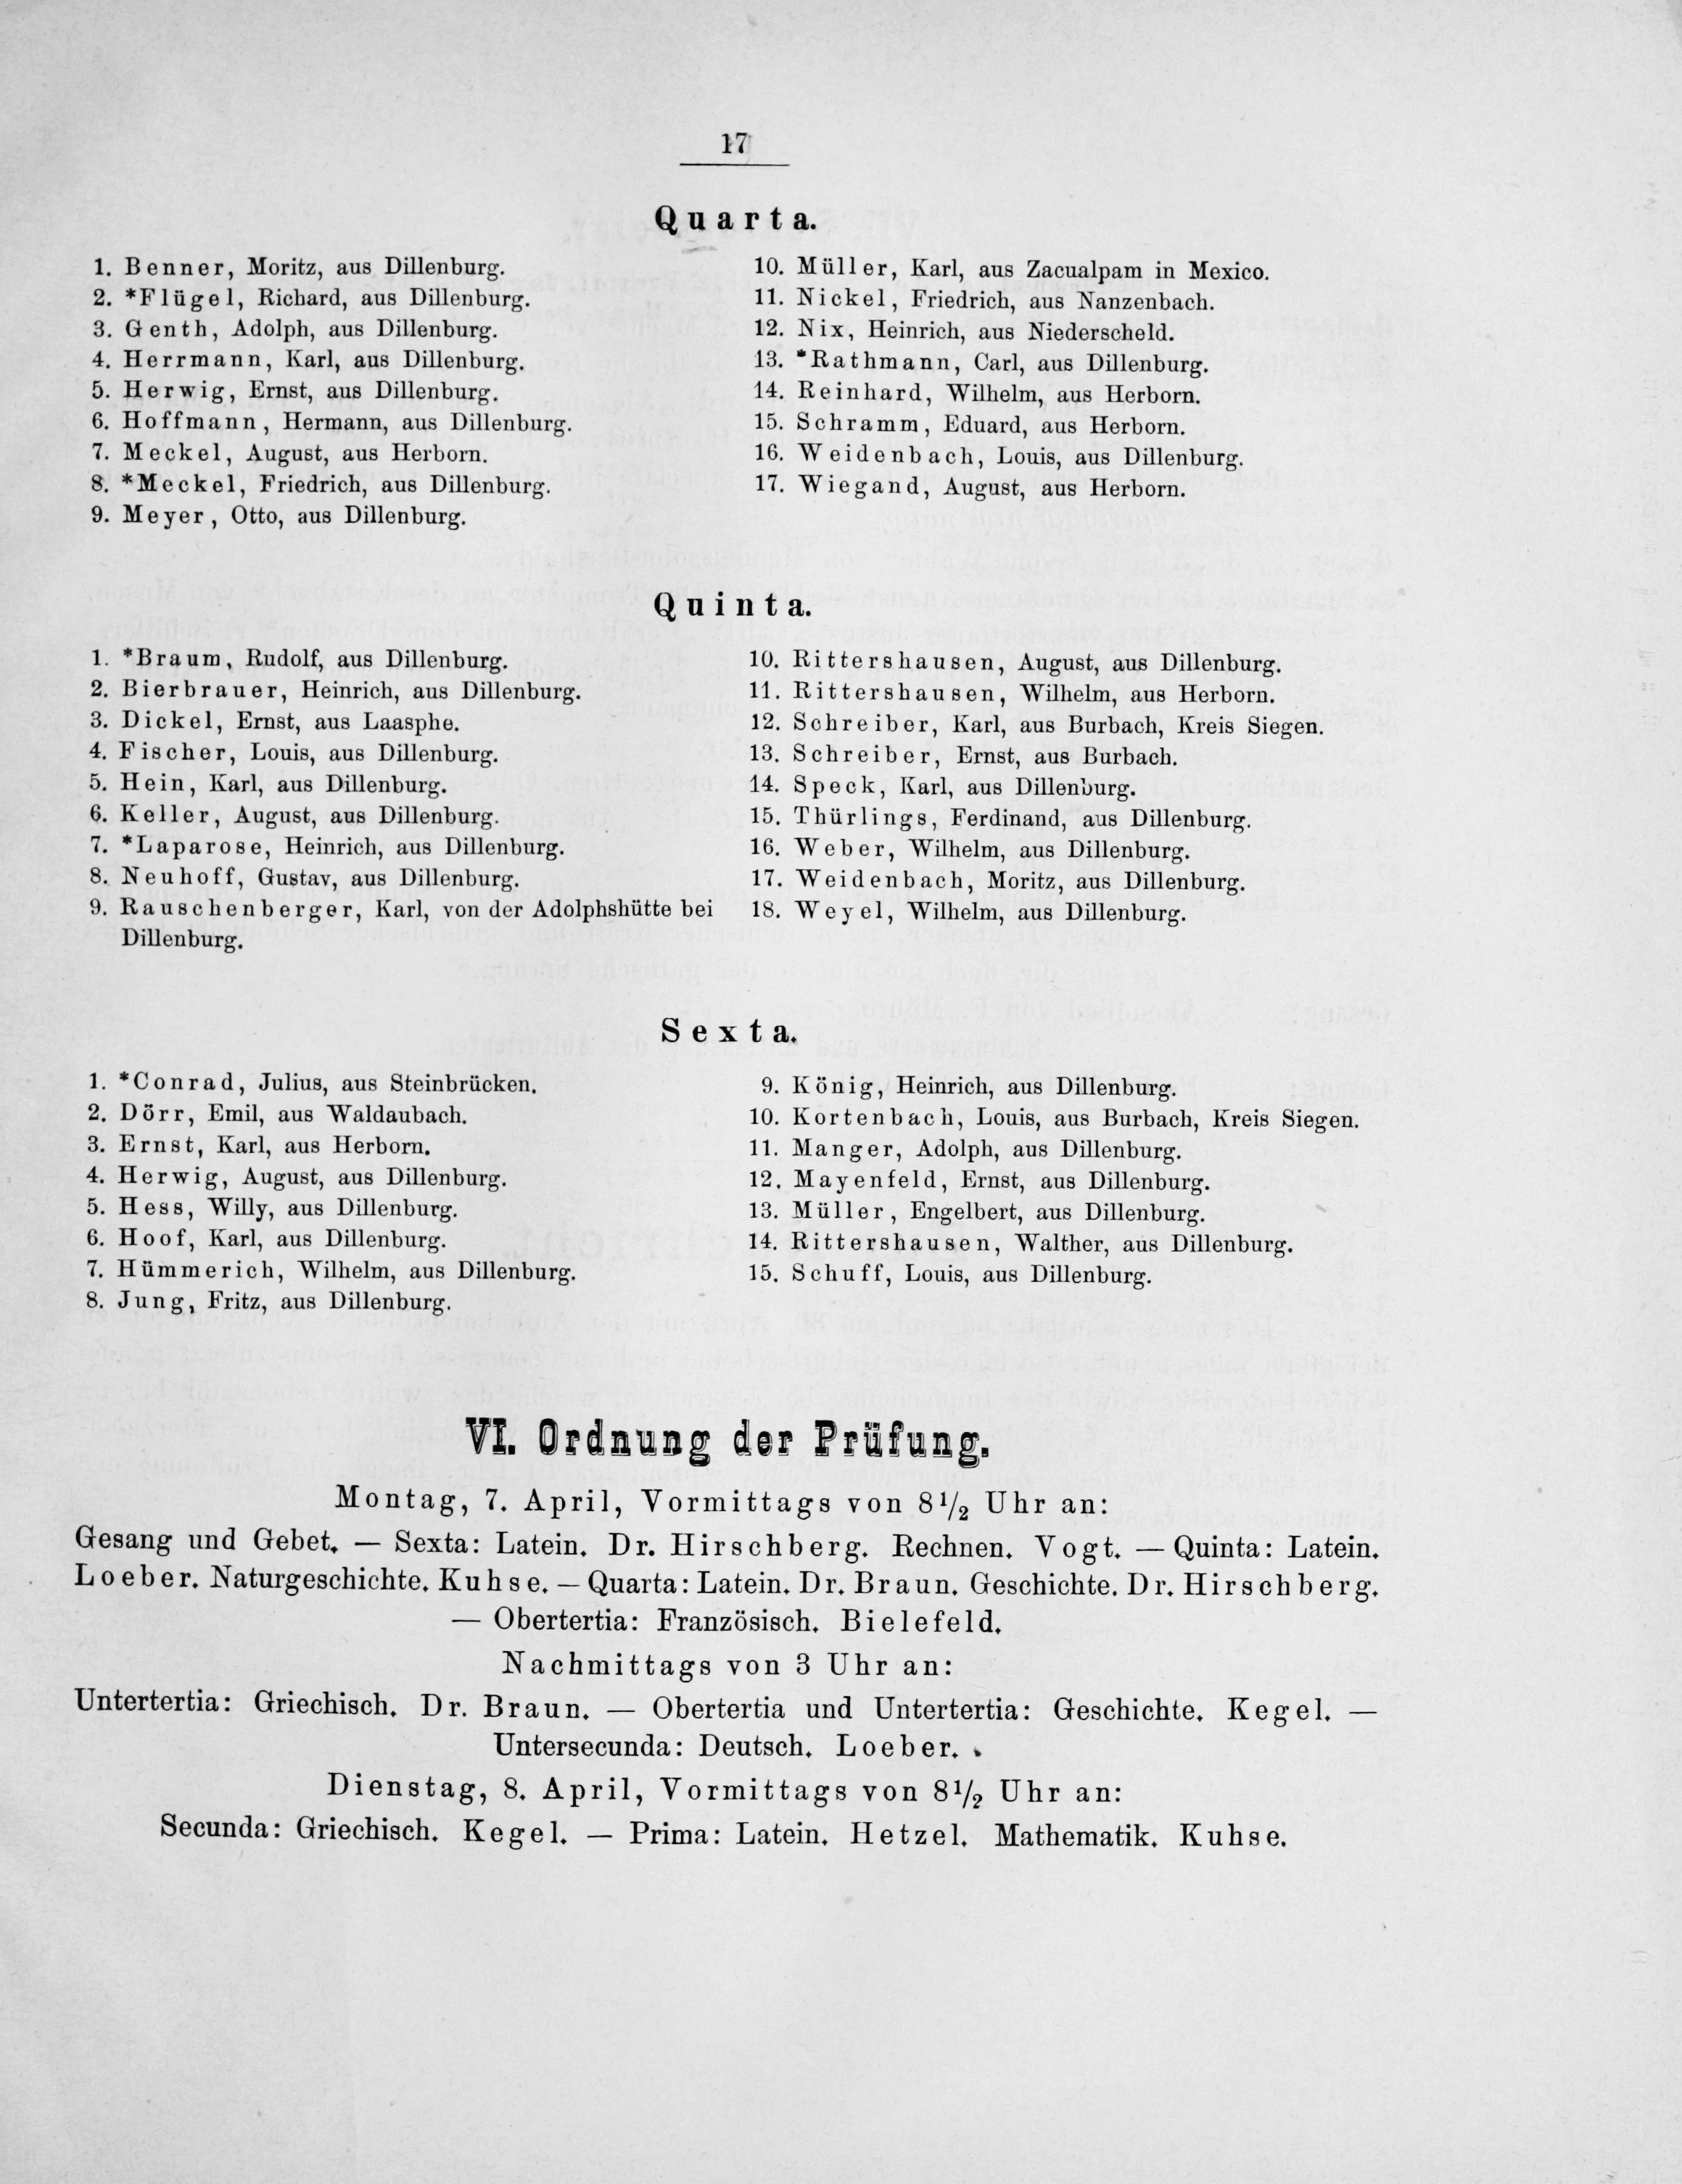 17
Quarta.
1. Benner, Moritz, aus Dillenburg.
2. *Flügel, Richard, aus Dillenburg.
3. Genth, Adolph, aus Dillenburg.
4. Herrmann, Karl, aus Dillenburg.
5. Herwig, Ernst, aus Dillenburg.
6. Hoffmann, Hermann, aus Dillenburg.
7. Meckel, August, aus Herborn.
8. *Meckel, Friedrich, aus Dillenburg.
9. Meyer, Otto, aus Dillenburg.
10. Müller, Karl, aus Zacualpam in Mexico.
11. Nickel, Friedrich, aus Nanzenbach.
12. Nix, Heinrich, aus Niederscheld.
13. *Rathmann, Carl, aus Dillenburg.
14. Reinhard, Wilhelm, aus Herborn.
15. Schramm, Eduard, aus Herborn.
16. Weidenbach, Louis, aus Dillenburg.
17. Wiegand, August, aus Herborn.
Quinta.
1. *Braum, Rudolf, aus Dillenburg.
2. Bierbrauer, Heinrich, aus Dillenburg.
3. Dickel, Ernst, aus Laasphe.
4. Fischer, Louis, aus Dillenburg.
5. Hein, Karl, aus Dillenburg.
6. Keller, August, aus Dillenburg.
7. *Laparose, Heinrich, aus Dillenburg.
8. Neuhoff, Gustav, aus Dillenburg.
9. Rauschenberger, Karl, von der Adolphshütte bei
Dillenburg.
10. Rittershausen, August, aus Dillenburg.
11. Rittershausen, Wilhelm, aus Herborn.
12. Schreiber, Karl, aus Burbach, Kreis Siegen.
13. Schreiber, Ernst, aus Burbach.
14. Speck, Karl, aus Dillenburg.
15. Thürlings, Ferdinand, aus Dillenburg.
16. Weber, Wilhelm, aus Dillenburg.
17. Weidenbach, Moritz, aus Dillenburg.
18. Weyel, Wilhelm, aus Dillenburg.
Sexta.
1. *Conrad, Julius, aus Steinbrücken.
2. Dörr, Emil, aus Waldaubach.
3. Ernst, Karl, aus Herborn.
4. Herwig, August, aus Dillenburg.
5. Hess, Willy, aus Dillenburg.
6. Hoof, Karl, aus Dillenburg.
7. Hümmerich, Wilhelm, aus Dillenburg.
8. Jung, Fritz, aus Dillenburg.
9. König, Heinrich, aus Dillenburg.
10. Kortenbach, Louis, aus Burbach, Kreis Siegen.
11. Manger, Adolph, aus Dillenburg.
12. Mayenfeld, Ernst, aus Dillenburg.
13. Müller, Engelbert, aus Dillenburg.
14. Rittershausen, Walther, aus Dillenburg.
15. Schuff, Louis, aus Dillenburg.
VI. Ordnung der Prüfung.
Montag, 7. April, Vormittags von 8½ Uhr an:
Gesang und Gebet. — Sexta: Latein. Dr. Hirschberg. Rechnen. Vogt. — Quinta: Latein.
Loeber. Naturgeschichte. Kuhse. — Quarta: Latein. Dr. Braun. Geschichte. Dr. Hirschberg.
— Obertertia: Französisch. Bielefeld.
Nachmittags von 3 Uhr an:
Untertertia: Griechisch. Dr. Braun. — Obertertia und Untertertia: Geschichte. Kegel. —
Untersecunda: Deutsch. Loeber.
Dienstag, 8. April, Vormittags von 8½ Uhr an:
Secunda: Griechisch. Kegel. — Prima: Latein. Hetzel. Mathematik. Kuhse.